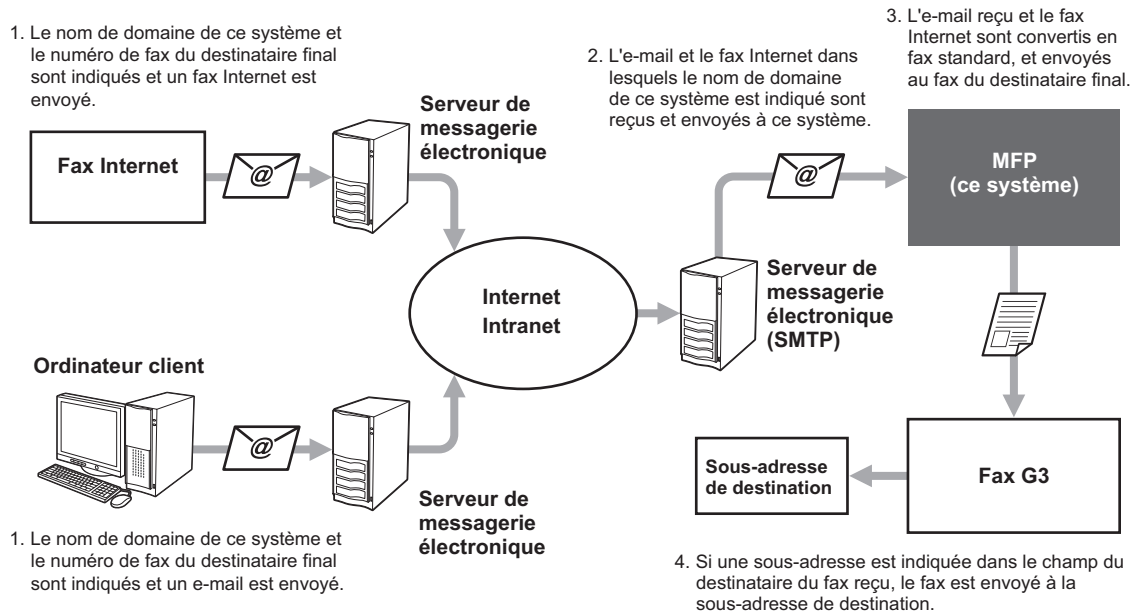 1. Le nom de domaine de ce système et
le numéro de fax du destinataire final
sont indiqués et un fax Internet est
envoyé.
Fax Internet
@
Serveur de
messagerie
électronique
2. L'e-mail et le fax Internet dans
lesquels le nom de domaine
de ce système est indiqué sont
reçus et envoyés à ce système.
3. L'e-mail reçu et le fax
Internet sont convertis en
fax standard, et envoyés
au fax du destinataire final.
@
MFP
(ce système)
Internet
Intranet
Serveur de
messagerie
électronique
(SMTP)
Ordinateur client
@
Serveur de
messagerie
électronique
1. Le nom de domaine de ce système et
le numéro de fax du destinataire final
sont indiqués et un e-mail est envoyé.
Sous-adresse
de destination
Fax G3
4. Si une sous-adresse est indiquée dans le champ du
destinataire du fax reçu, le fax est envoyé à la
sous-adresse de destination.